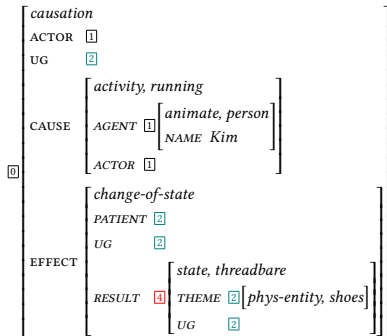 causation
ACTOR 1
UG 2
activity, running
animate, person
CAUSE AGENT 1
NAME Kim
ACTOR 1
0
change-of-state
PATIENT 2
UG 2
EFFECT
state, threadbare
RESULT 4 THEME 2 [phys-entity, shoes]
UG 2